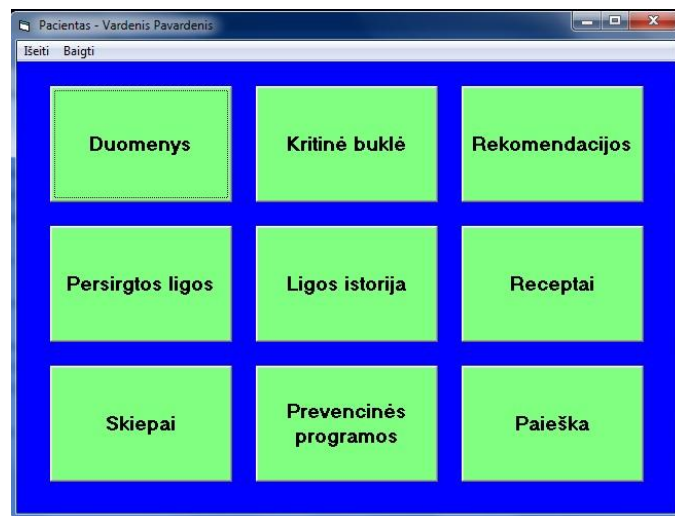 Pacientas - Vardenis Pavardenis
Išeiti Baigti
Duomenys
Kritinė buklė
Rekomendacijos
Persirgtos ligos
Ligos istorija
Receptai
Skiepai
Prevencinės
programos
Paieška